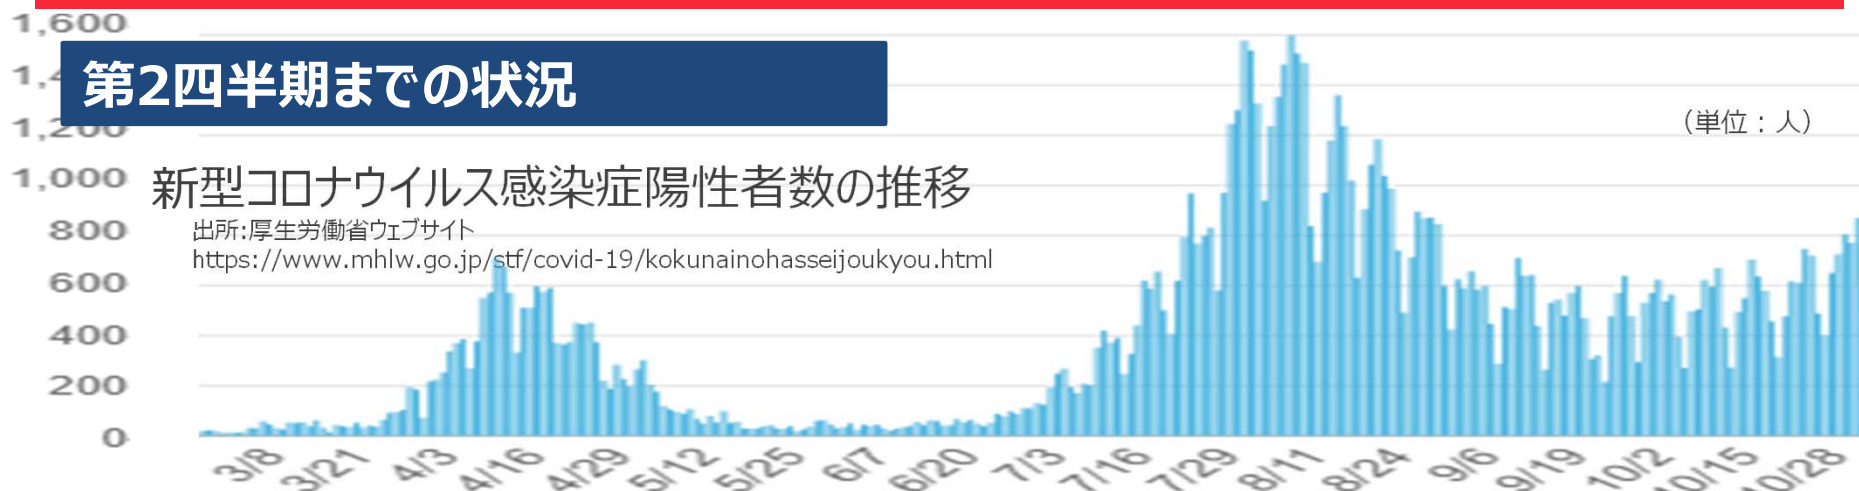 1,600
第2四半期までの状況
1,200
（単位：人）
1,000
新型コロナウイルス感染症陽性者数の推移
800
出所:厚生労働省ウェブサイト
https://www.mhlw.go.jp/stf/covid-19/kokunainohasseijoukyou.html
600
400
200
0
3/8 3/21 4/3 4/16 4/29 5/12 5/25 6/7 6/20 7/3 7/16 7/29 8/11 8/24 9/6 9/19 10/2 10/15 10/28